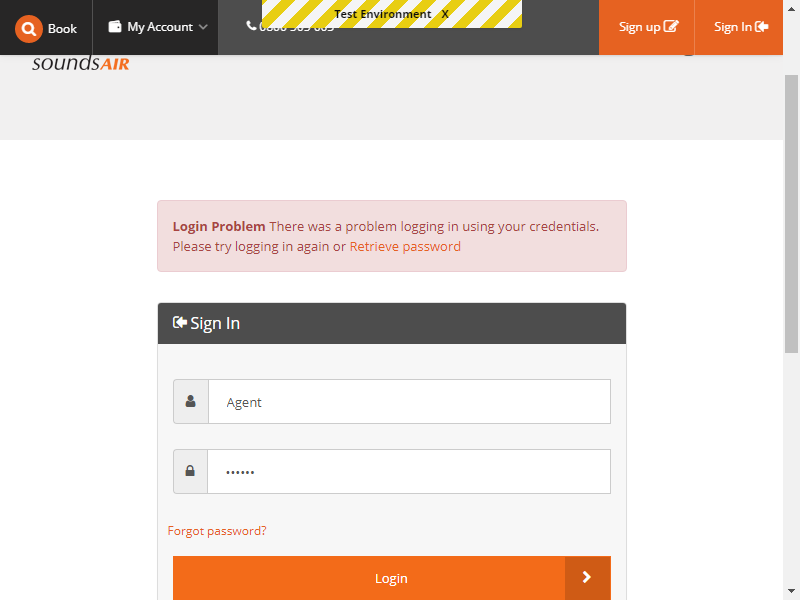 Book
My Account
Test Environment X
Sign up
Sign In
soundsAIR
Login Problem There was a problem logging in using your credentials.
Please try logging in again or Retrieve password
Sign In
Agent
••••••
Forgot password?
Login